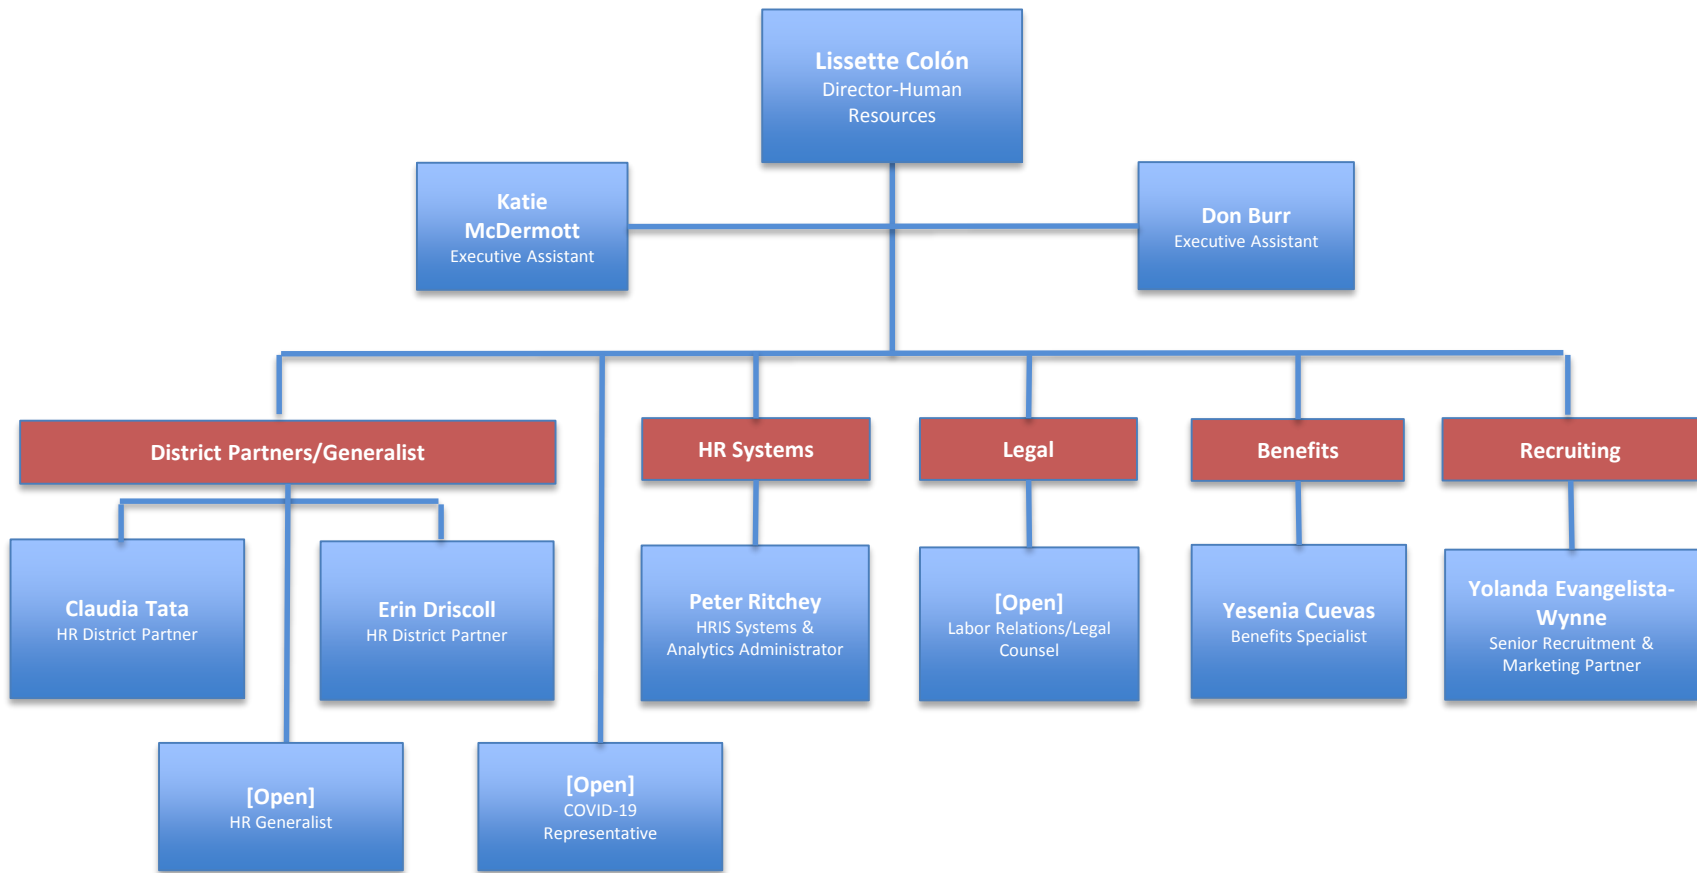 Lissette Colón
Director-Human
Resources
Katie
McDermott
Executive Assistant
Don Burr
Executive Assistant
District Partners/Generalist
HR Systems
Legal
Benefits
Recruiting
Claudia Tata
HR District Partner
Erin Driscoll
HR District Partner
Peter Ritchey
HRIS Systems &
Analytics Administrator
[Open]
Labor Relations/Legal
Counsel
Yesenia Cuevas
Benefits Specialist
Yolanda Evangelista-
Wynne
Senior Recruitment &
Marketing Partner
[Open]
HR Generalist
[Open]
COVID-19
Representative